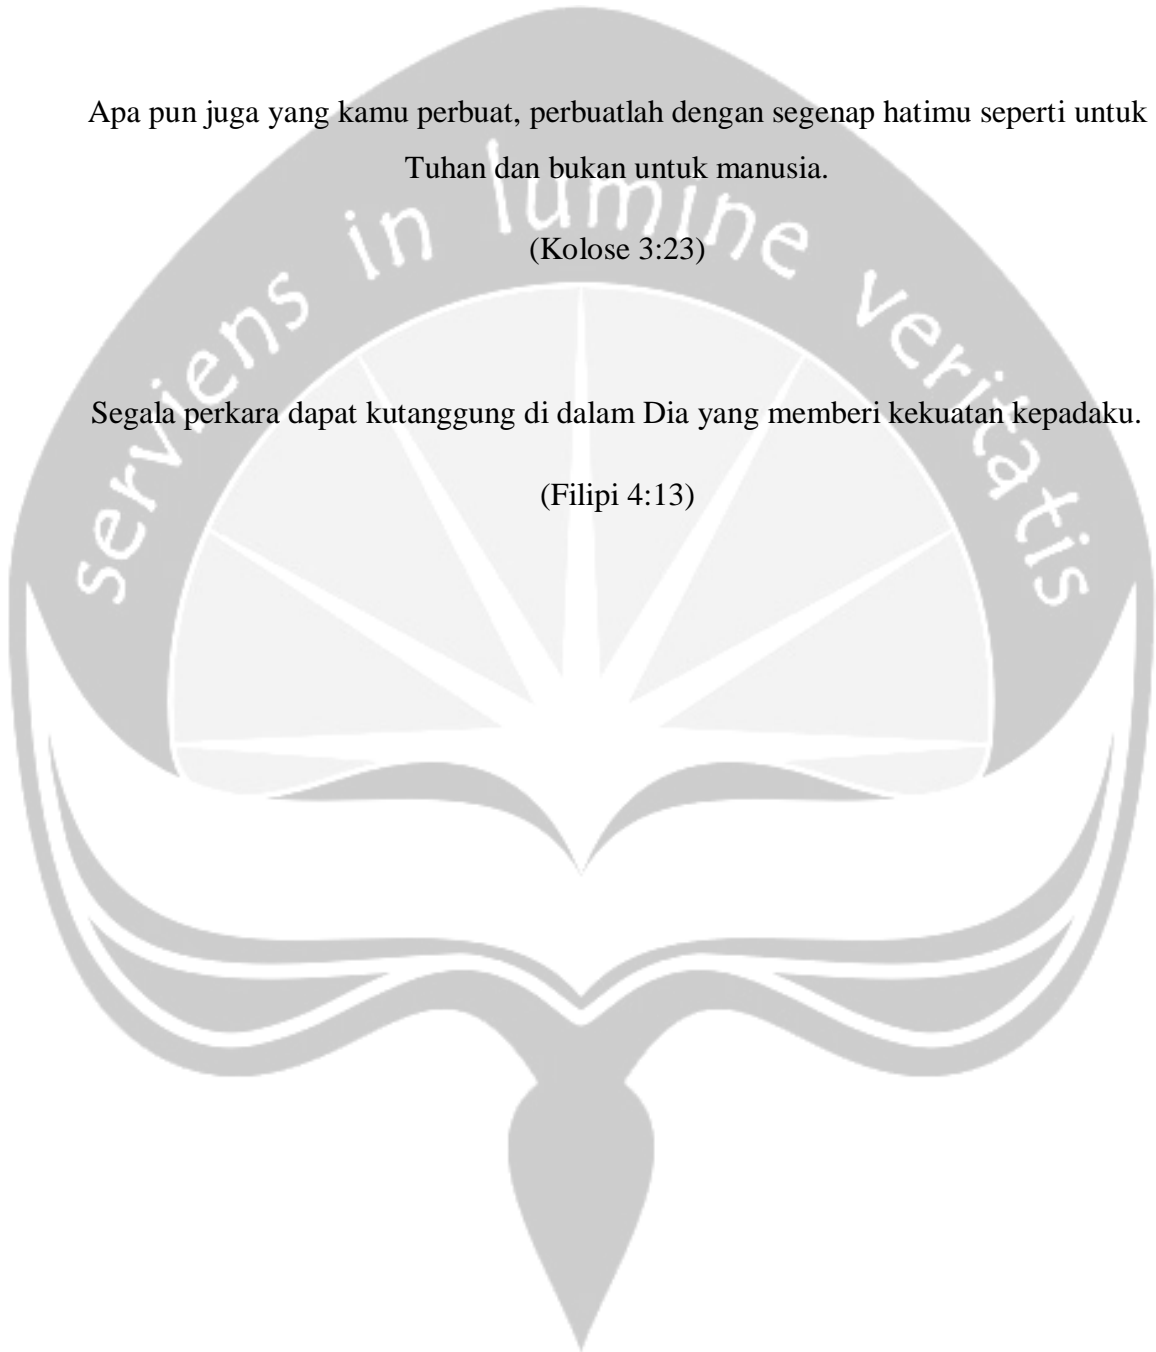 Apa pun juga yang kamu perbuat, perbuatlah dengan segenap hatimu seperti untuk
Tuhan dan bukan untuk manusia.
(Kolose 3:23)
Segala perkara dapat kutanggung di dalam Dia yang memberi kekuatan kepadaku.
(Filipi 4:13)
serviens in lumine veritatis